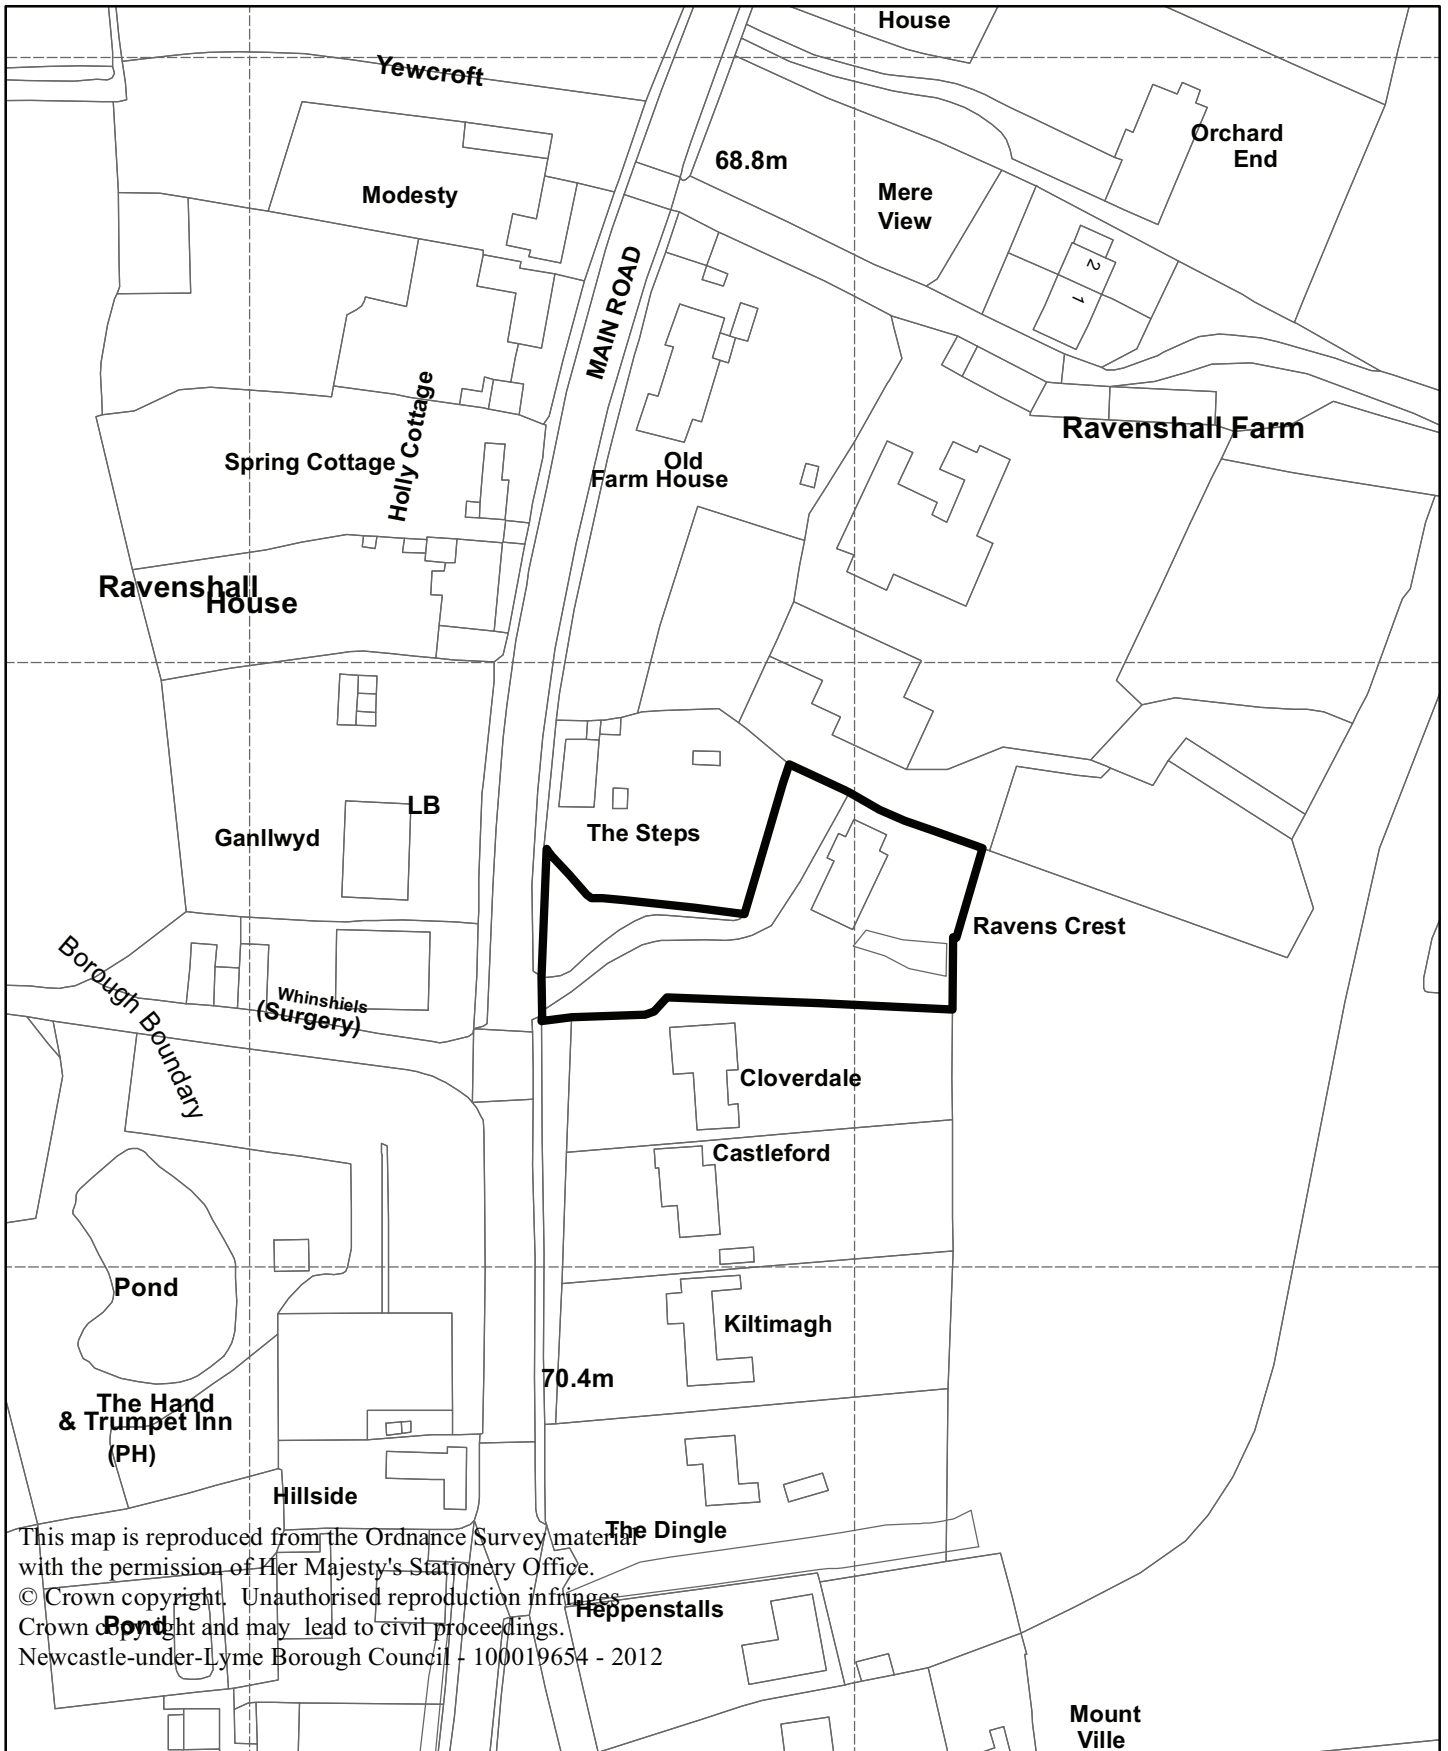 House
Yewcroft
Orchard
End
68.8m
Modesty
Mere
View
2
1
MAIN ROAD
Holly Cottage
Ravenshall Farm
Spring Cottage
Old
Farm House
Ravenshall
House
LB
Ganllwyd
The Steps
Ravens Crest
Borough Boundary
Whinshiels
(Surgery)
Cloverdale
Castleford
Pond
Kiltimagh
70.4m
The Hand
& Trumpet Inn
(PH)
Hillside
The Dingle
This map is reproduced from the Ordnance Survey material
with the permission of Her Majesty's Stationery Office.
© Crown copyright. Unauthorised reproduction infringes
Crown copyright and may lead to civil proceedings.
Newcastle-under-Lyme Borough Council - 100019654 - 2012
Heppenstalls
Pond
Mount
Ville